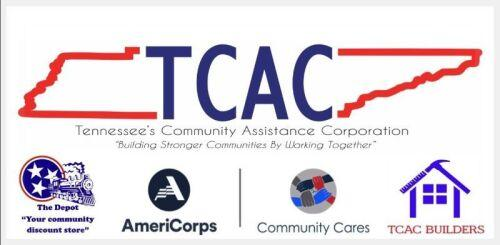 TCAC
Tennessee's Community Assistance Corporation
"Building Stronger Communities By Working Together"
The Depot
"Your community
discount store"
AmeriCorps
Community Cares
TCAC BUILDERS